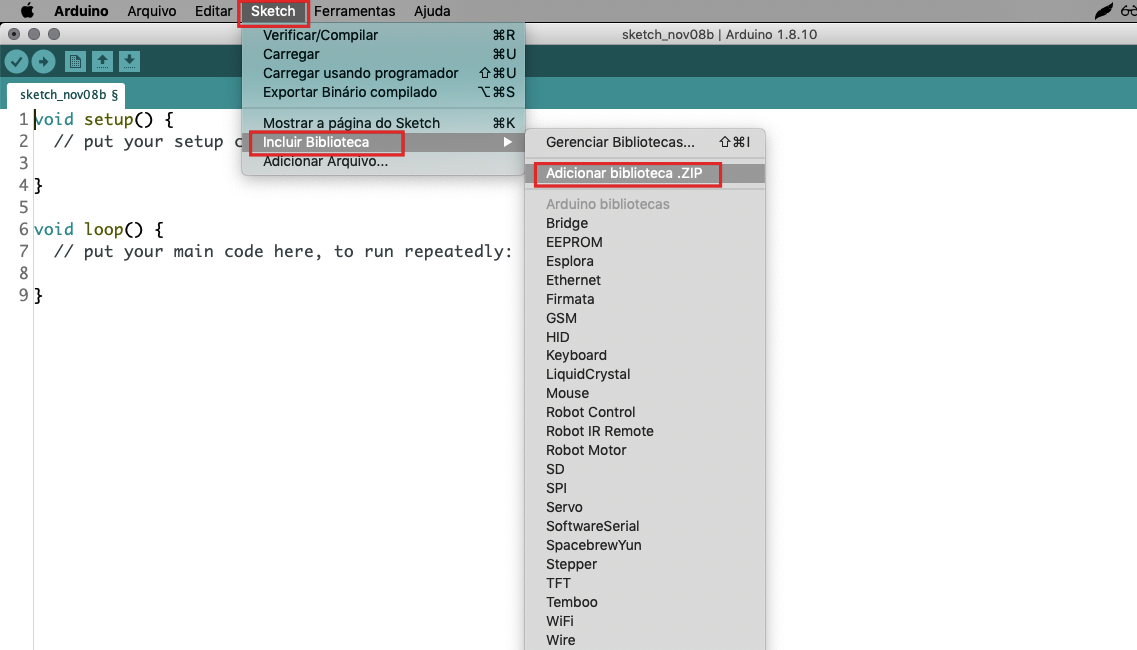 Arduino Arquivo Editar Sketch Ferramentas Ajuda
sketch_nov08b | Arduino 1.8.10
Verificar/Compilar ⌘R
Carregar ⌘U
Carregar usando programador ⇧⌘U
Exportar Binário compilado ⌥⌘S
Mostrar a página do Sketch ⌘K
Incluir Biblioteca ▶
Adicionar Arquivo...
sketch_nov08b §
1 void setup() {
2 // put your setup c
3
4 }
5
6 void loop() {
7 // put your main code here, to run repeatedly:
8
9 }
Gerenciar Bibliotecas... ⇧⌘I
Adicionar biblioteca .ZIP
Arduino bibliotecas
Bridge
EEPROM
Esplora
Ethernet
Firmata
GSM
HID
Keyboard
LiquidCrystal
Mouse
Robot Control
Robot IR Remote
Robot Motor
SD
SPI
Servo
SoftwareSerial
SpacebrewYun
Stepper
TFT
Temboo
WiFi
Wire